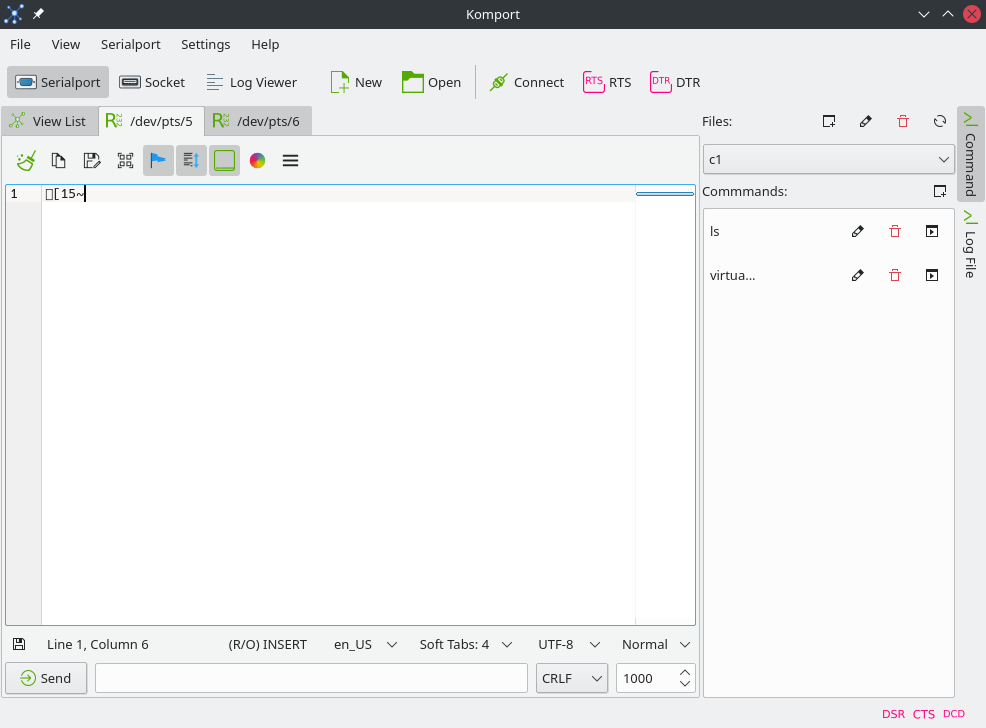 Komport
File View Serialport Settings Help
Serialport Socket Log Viewer New Open Connect RTS RTS DTR DTR
View List R232 /dev/pts/5 R232 /dev/pts/6 Files:
c1
Commmands:
1 [15~
ls
virtua...
Command
Log File
Line 1, Column 6 (R/O) INSERT en_US Soft Tabs: 4 UTF-8 Normal
Send CRLF 1000
DSR CTS DCD